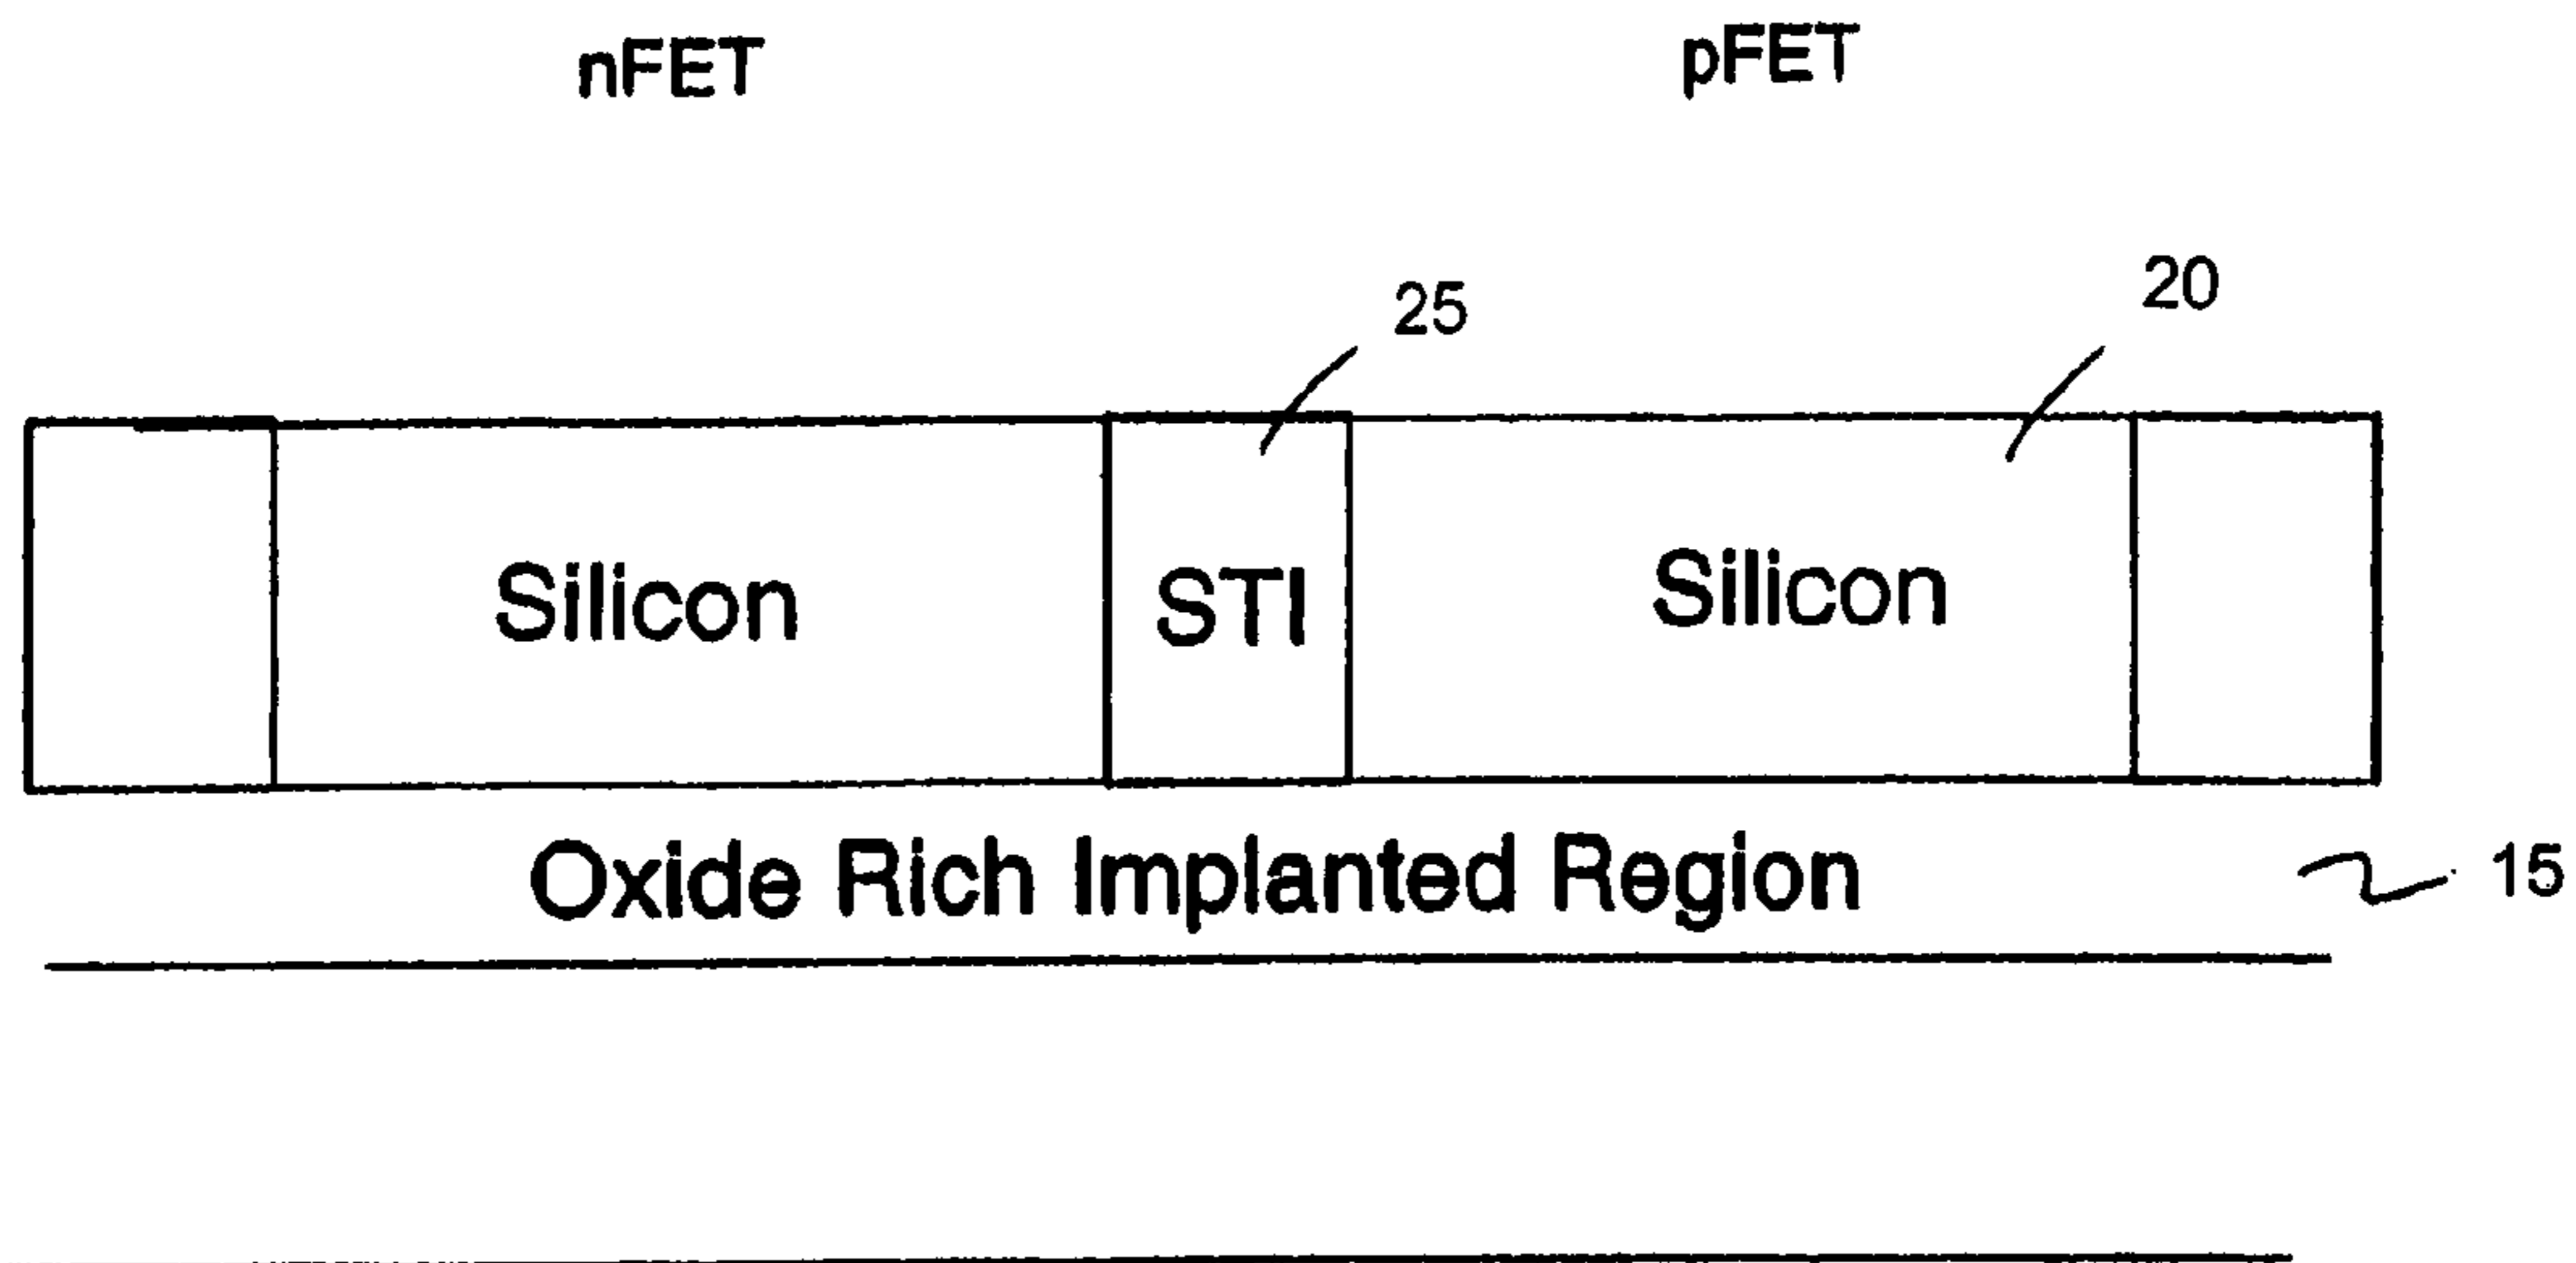 nFET
pFET
25
20
Silicon
STI
Silicon
Oxide Rich Implanted Region
15